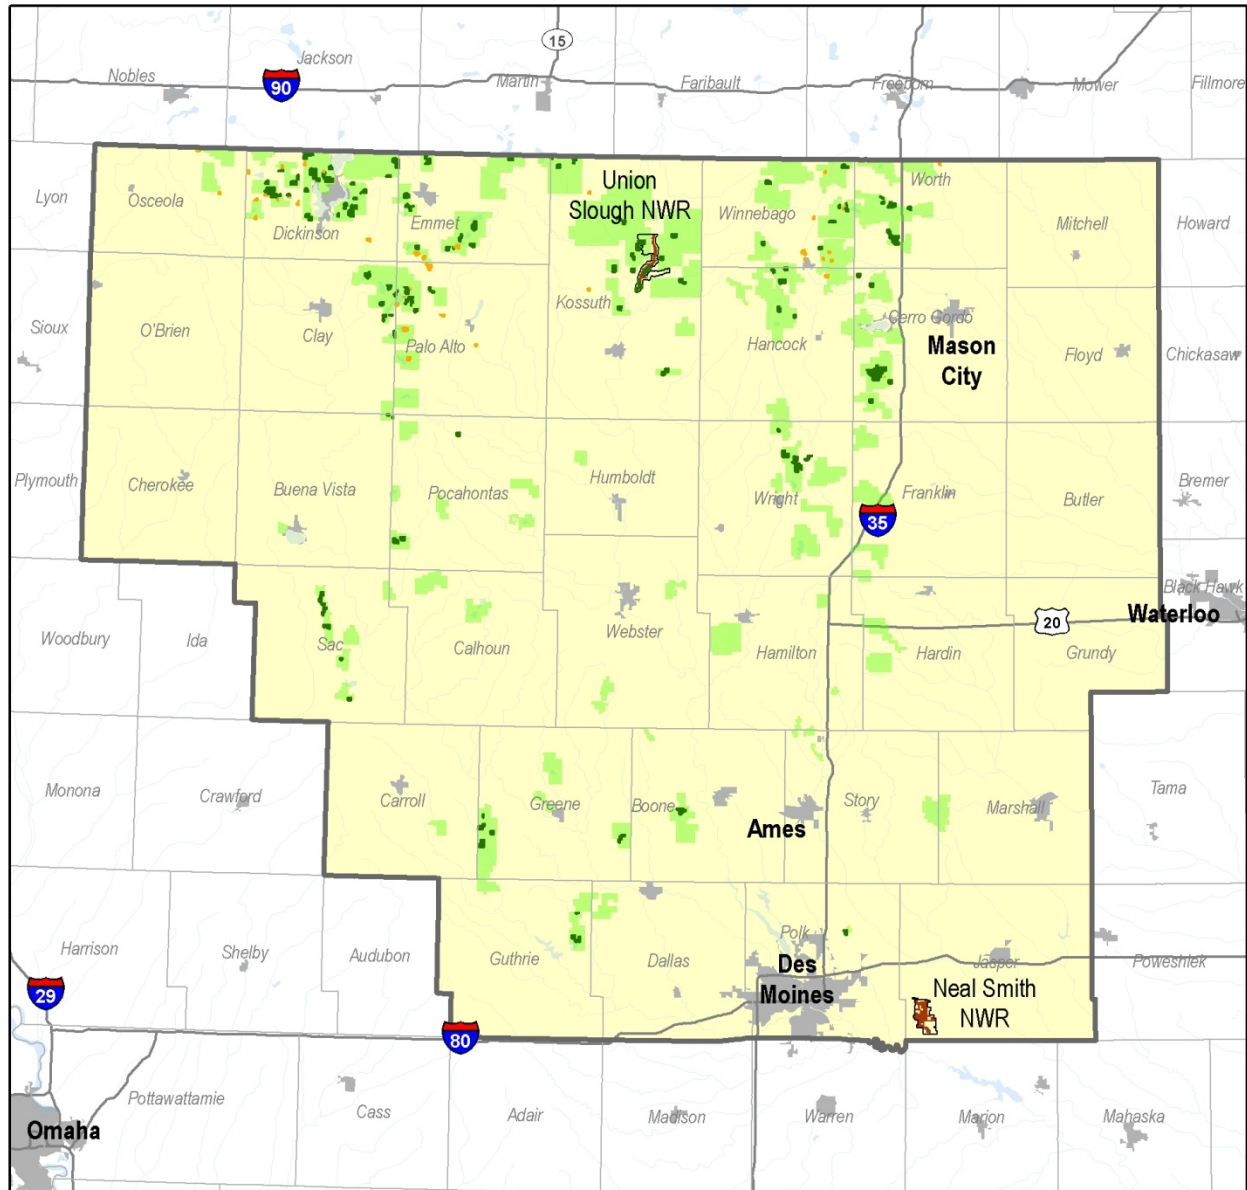 15
Jackson
Nobles
90
Martin
Faribault
Freeborn
Mower
Fillmore
Lyon
Osceola
Dickinson
Emmet
Union
Slough NWR
Winnebago
Worth
Mitchell
Howard
Sioux
O'Brien
Clay
Palo Alto
Kossuth
Hancock
Cerro Gordo
Mason
City
Floyd
Chickasaw
Plymouth
Cherokee
Buena Vista
Pocahontas
Humboldt
Wright
35
Franklin
Butler
Bremer
Woodbury
Ida
Sac
Calhoun
Webster
Hamilton
Hardin
20
Grundy
Black Hawk
Waterloo
Monona
Crawford
Carroll
Greene
Boone
Ames
Story
Marshall
Tama
Harrison
Shelby
Audubon
Guthrie
Dallas
Polk
Des
Moines
Jasper
Poweshiek
Neal Smith
NWR
29
80
Pottawattamie
Cass
Adair
Madison
Warren
Marion
Mahaska
Omaha